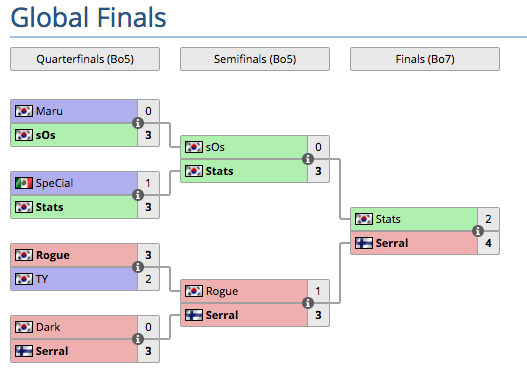 Global Finals
Quarterfinals (Bo5)
Semifinals (Bo5)
Finals (Bo7)
Maru 0
sOs 3
SpeCial 1
Stats 3
Rogue 3
TY 2
Dark 0
Serral 3
sOs 0
Stats 3
Rogue 1
Serral 3
Stats 2
Serral 4